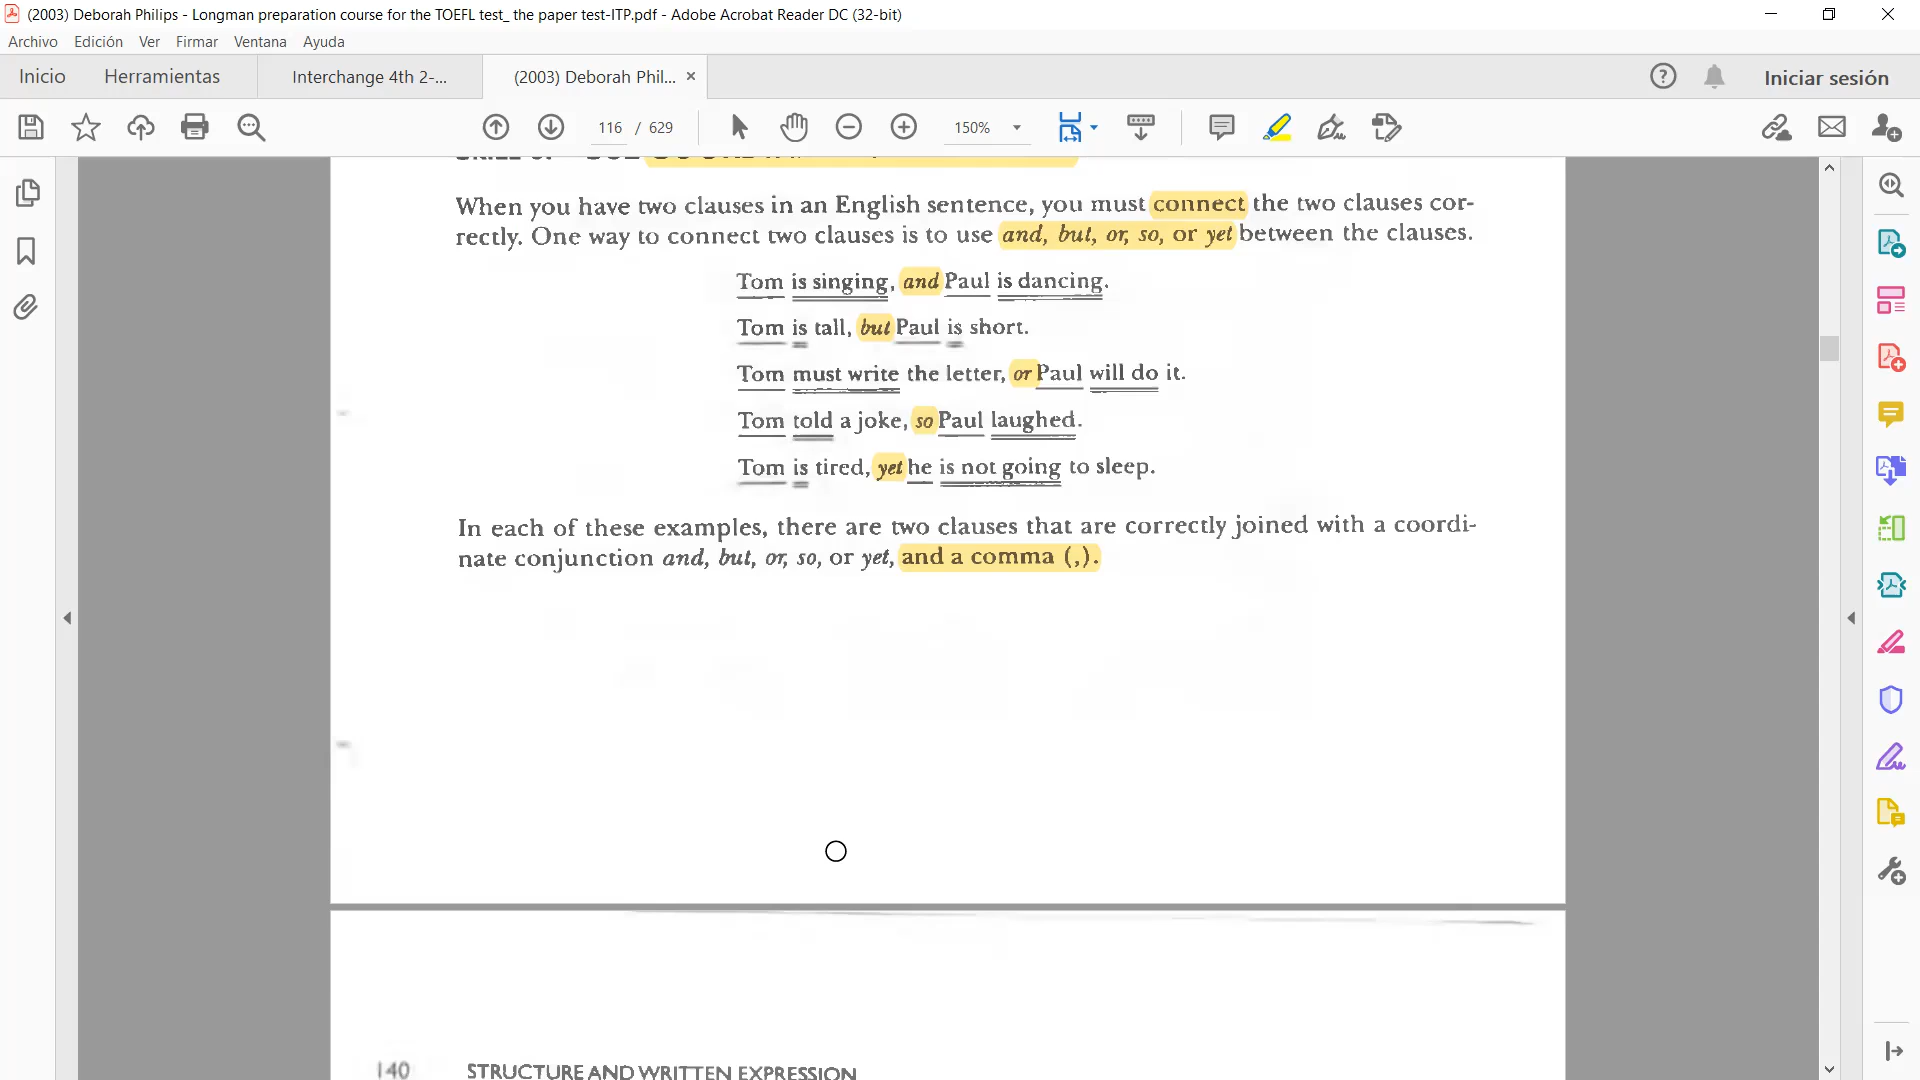 (2003) Deborah Philips - Longman preparation course for the TOEFL test_ the paper test-ITP.pdf - Adobe Acrobat Reader DC (32-bit)
Archivo Edición Ver Firmar Ventana Ayuda
Inicio Herramientas Interchange 4th 2-... (2003) Deborah Phil... × Iniciar sesión
116 / 629 150%
When you have two clauses in an English sentence, you must connect the two clauses cor-
rectly. One way to connect two clauses is to use and, but, or, so, or yet between the clauses.
Tom is singing, and Paul is dancing.
Tom is tall, but Paul is short.
Tom must write the letter, or Paul will do it.
Tom told a joke, so Paul laughed.
Tom is tired, yet he is not going to sleep.
In each of these examples, there are two clauses that are correctly joined with a coordi-
nate conjunction and, but, or, so, or yet, and a comma (,).
140 STRUCTURE AND WRITTEN EXPRESSION